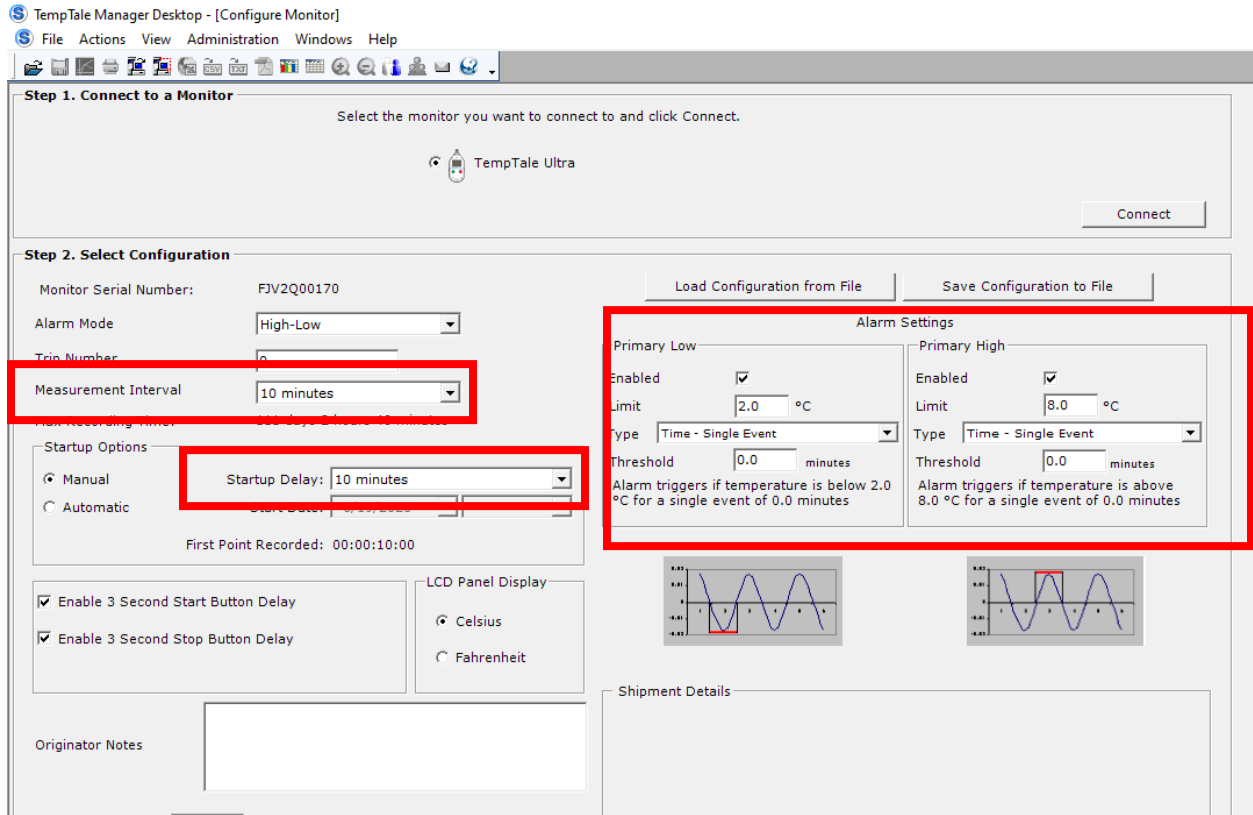 TempTale Manager Desktop - [Configure Monitor]
File Actions View Administration Windows Help
Step 1. Connect to a Monitor
Select the monitor you want to connect to and click Connect.
TempTale Ultra
Connect
Step 2. Select Configuration
Monitor Serial Number: FJV2Q00170
Load Configuration from File
Save Configuration to File
Alarm Mode High-Low
Trip Number
Measurement Interval 10 minutes
Max Recording Time:
Startup Options
Manual
Startup Delay: 10 minutes
Automatic
Start Date:
First Point Recorded: 00:00:10:00
Alarm Settings
Primary Low
Enabled
Limit 2.0 °C
Type Time - Single Event
Threshold 0.0 minutes
Alarm triggers if temperature is below 2.0
°C for a single event of 0.0 minutes
Primary High
Enabled
Limit 8.0 °C
Type Time - Single Event
Threshold 0.0 minutes
Alarm triggers if temperature is above
8.0 °C for a single event of 0.0 minutes
Enable 3 Second Start Button Delay
Enable 3 Second Stop Button Delay
LCD Panel Display
Celsius
Fahrenheit
Originator Notes
Shipment Details